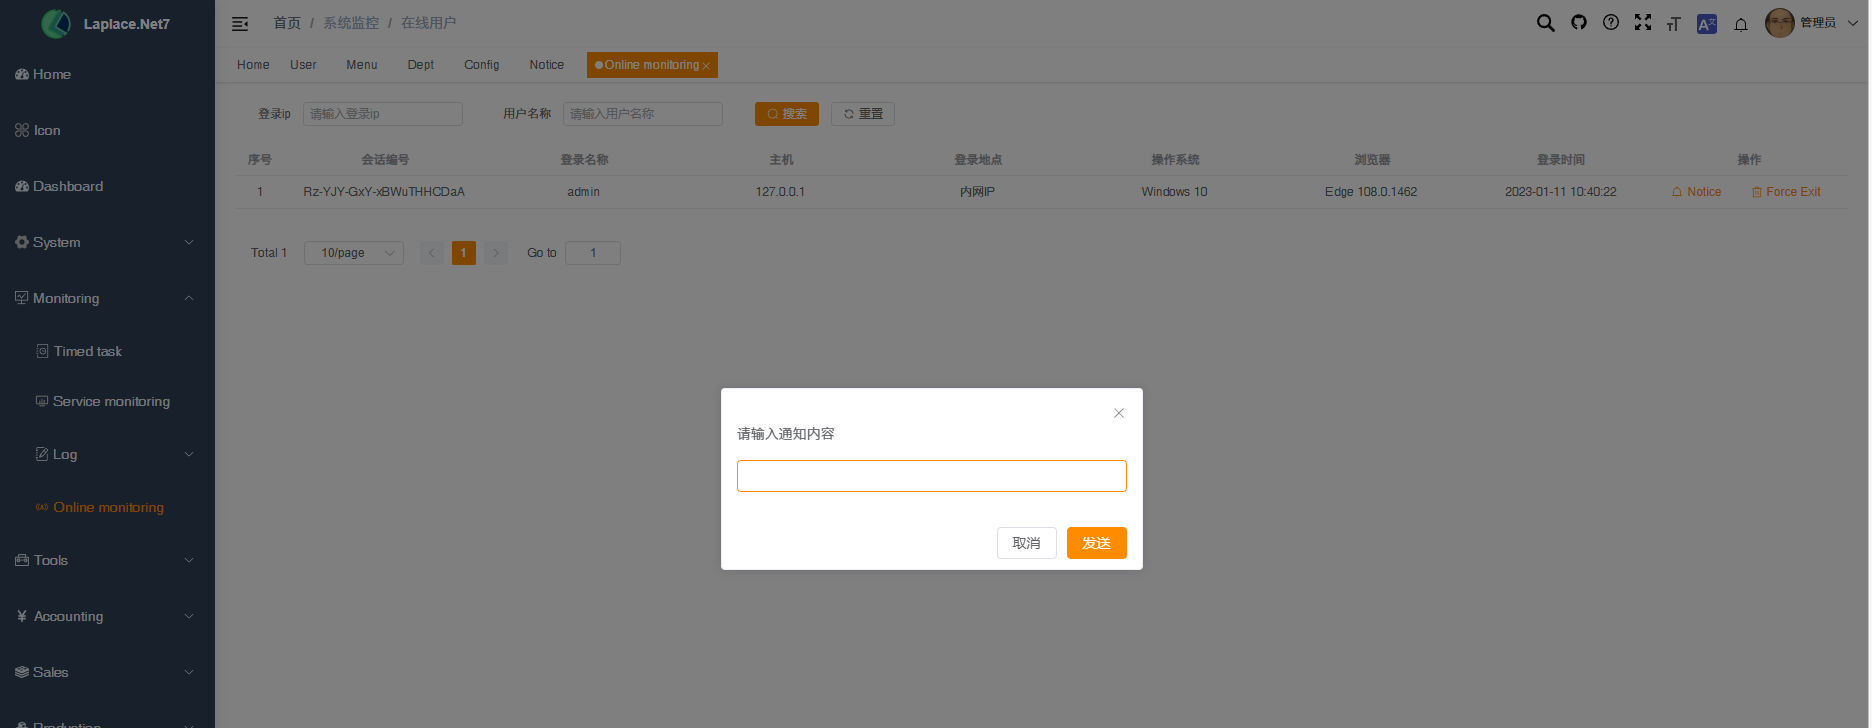 Laplace.Net7
首页 / 系统监控 / 在线用户
管理员
Home
User
Menu
Dept
Config
Notice
Online monitoring
Home
Icon
Dashboard
System
Monitoring
Timed task
Service monitoring
Log
Online monitoring
Tools
Accounting
Sales
Production
登录ip 请输入登录ip 用户名称 请输入用户名称 搜索 重置
序号 会话编号 登录名称 主机 登录地点 操作系统 浏览器 登录时间 操作
1 Rz-YJY-GxY-xBWuTHHCDaA admin 127.0.0.1 内网IP Windows 10 Edge 108.0.1462 2023-01-11 10:40:22 Notice Force Exit
Total 1 10/page 1 Go to 1
请输入通知内容
取消 发送